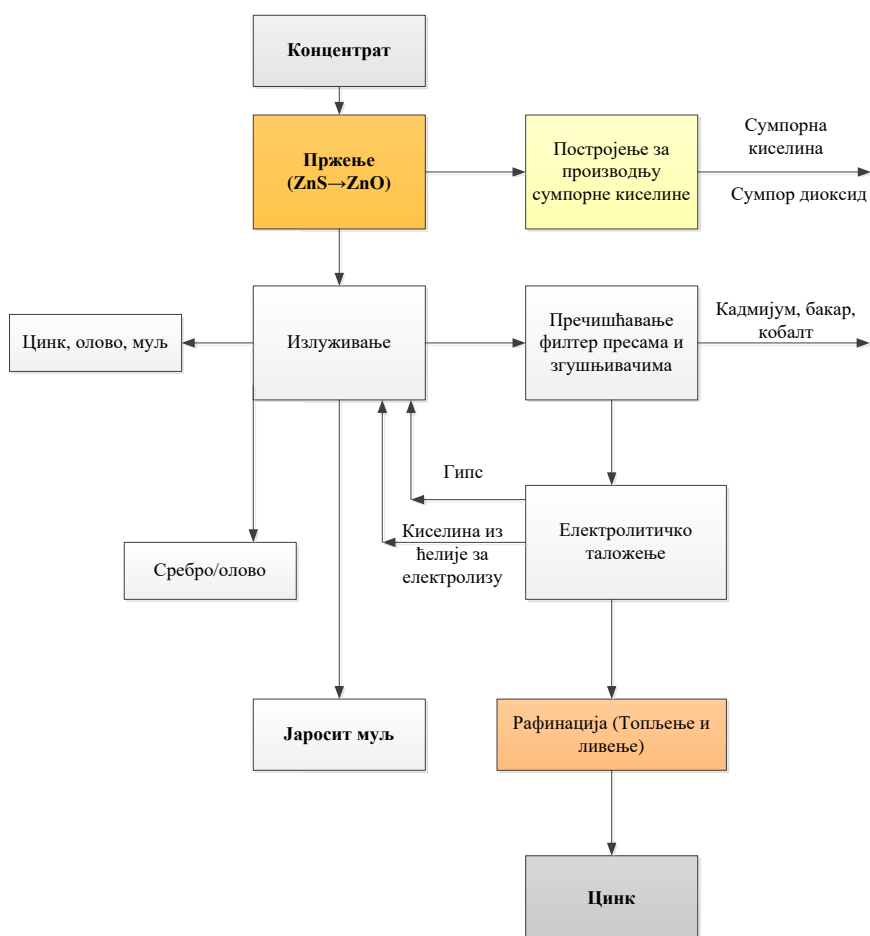 Концентрат
Пржење
(ZnS→ZnO)
Постројење за
производњу
сумпорне киселине
Сумпорна
киселина
Сумпор диоксид
Цинк, олово, муљ
Излуживање
Пречишћавање
филтер пресама и
згушњивачима
Кадмијум, бакар,
кобалт
Гипс
Киселина из
ћелије за
електролизу
Електролитичко
таложење
Сребро/олово
Јаросит муљ
Рафинација (Топљење и
ливење)
Цинк